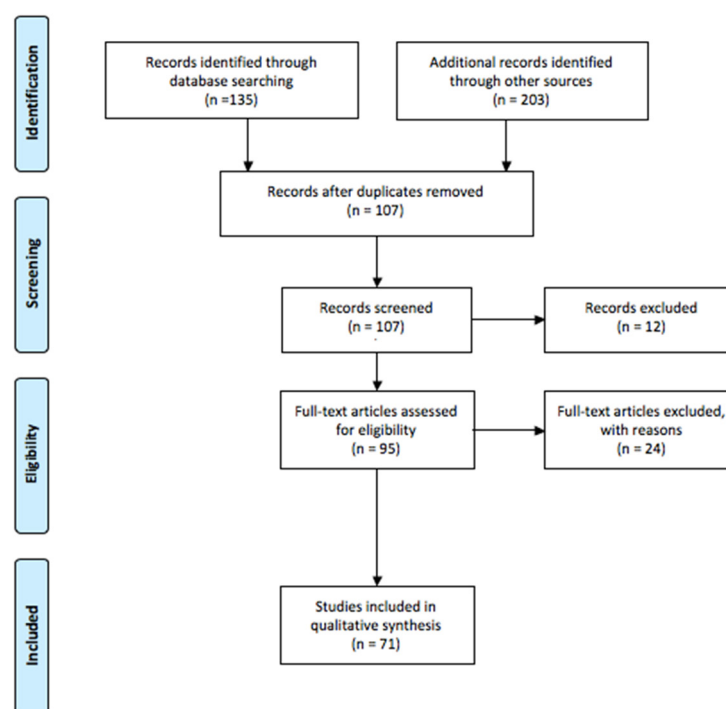 Identification
Records identified through
database searching
(n =135)
Additional records identified
through other sources
(n = 203)
Records after duplicates removed
(n = 107)
Screening
Records screened
(n = 107)
Records excluded
(n = 12)
Eligibility
Full-text articles assessed
for eligibility
(n = 95)
Full-text articles excluded,
with reasons
(n = 24)
Included
Studies included in
qualitative synthesis
(n = 71)